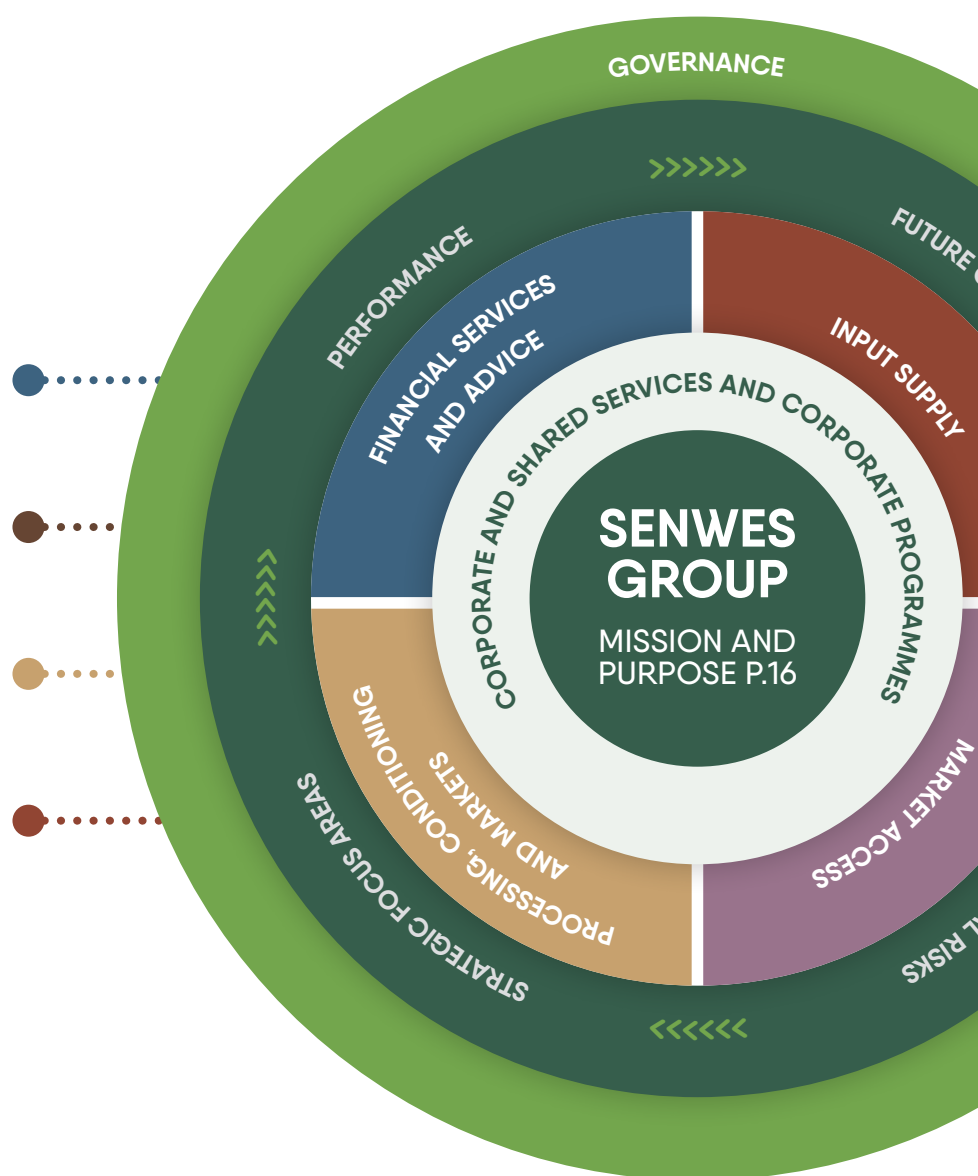 GOVERNANCE
PERFORMANCE
FUTURE
FINANCIAL SERVICES
AND ADVICE
INPUT SUPPLY
CORPORATE AND SHARED SERVICES AND CORPORATE PROGRAMMES
SENWES
GROUP
MISSION AND
PURPOSE P.16
PROCESSING, CONDITIONING
AND MARKETS
MARKET ACCESS
STRATEGIC FOCUS AREAS
RISKS